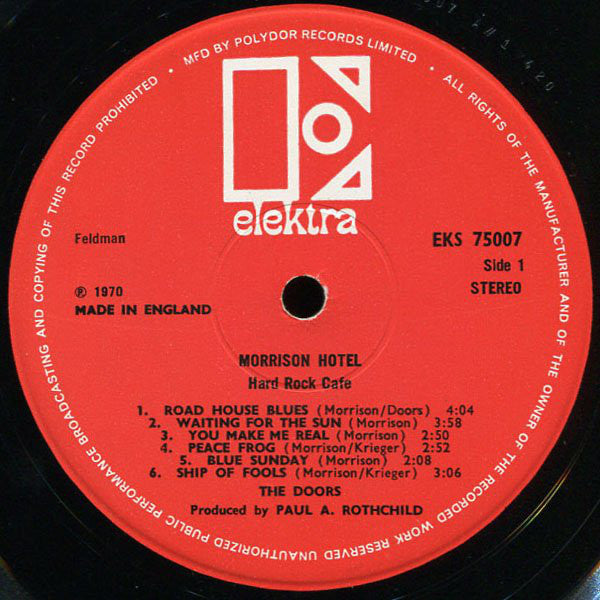 MFD BY POLYDOR RECORDS LIMITED • ALL RIGHTS OF THE MANUFACTURER AND OF THE OWNER OF THE RECORDED WORK RESERVED UNAUTHORIZED PUBLIC PERFORMANCE BROADCASTING AND COPYING OF THIS RECORD PROHIBITED •
elektra
Feldman
EKS 75007
Side 1
℗ 1970
STEREO
MADE IN ENGLAND
MORRISON HOTEL
Hard Rock Cafe
1. ROAD HOUSE BLUES (Morrison/Doors) 4:04
2. WAITING FOR THE SUN (Morrison) 3:58
3. YOU MAKE ME REAL (Morrison) 2:50
4. PEACE FROG (Morrison/Krieger) 2:52
5. BLUE SUNDAY (Morrison) 2:08
6. SHIP OF FOOLS (Morrison/Krieger) 3:06
THE DOORS
Produced by PAUL A. ROTHCHILD